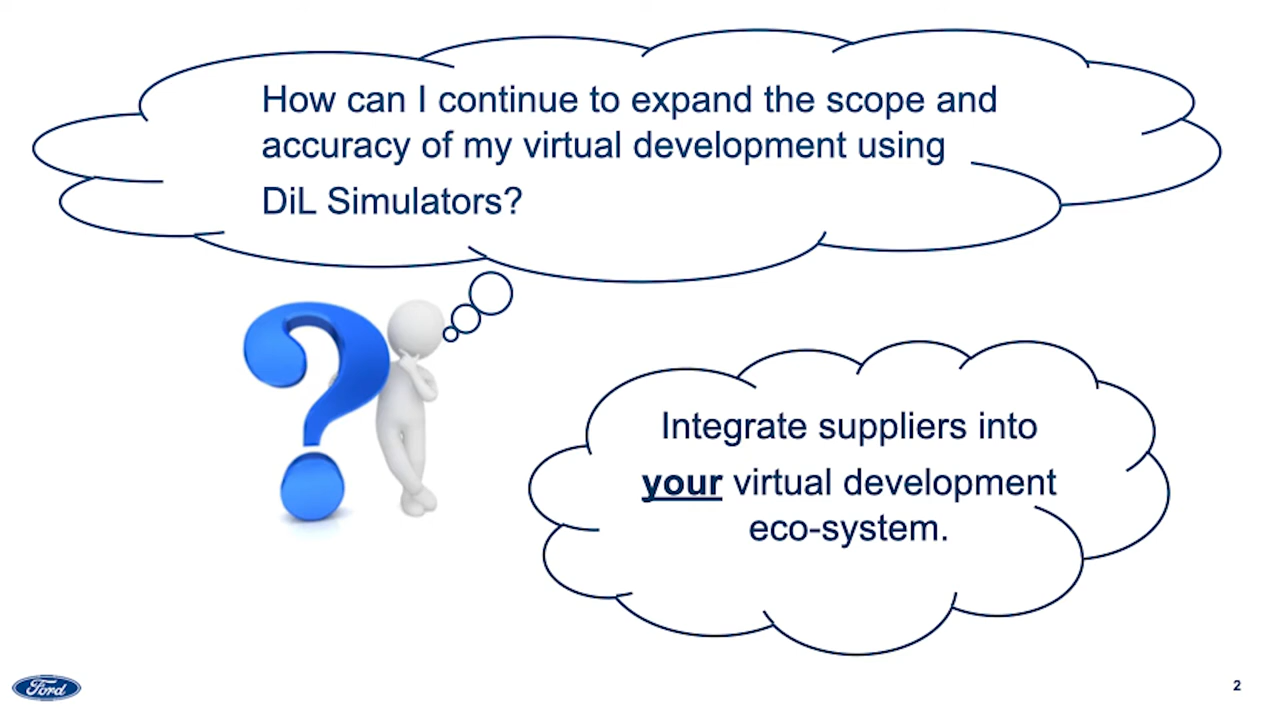 How can I continue to expand the scope and
accuracy of my virtual development using
DiL Simulators?
Integrate suppliers into
your virtual development
eco-system.
Ford
2